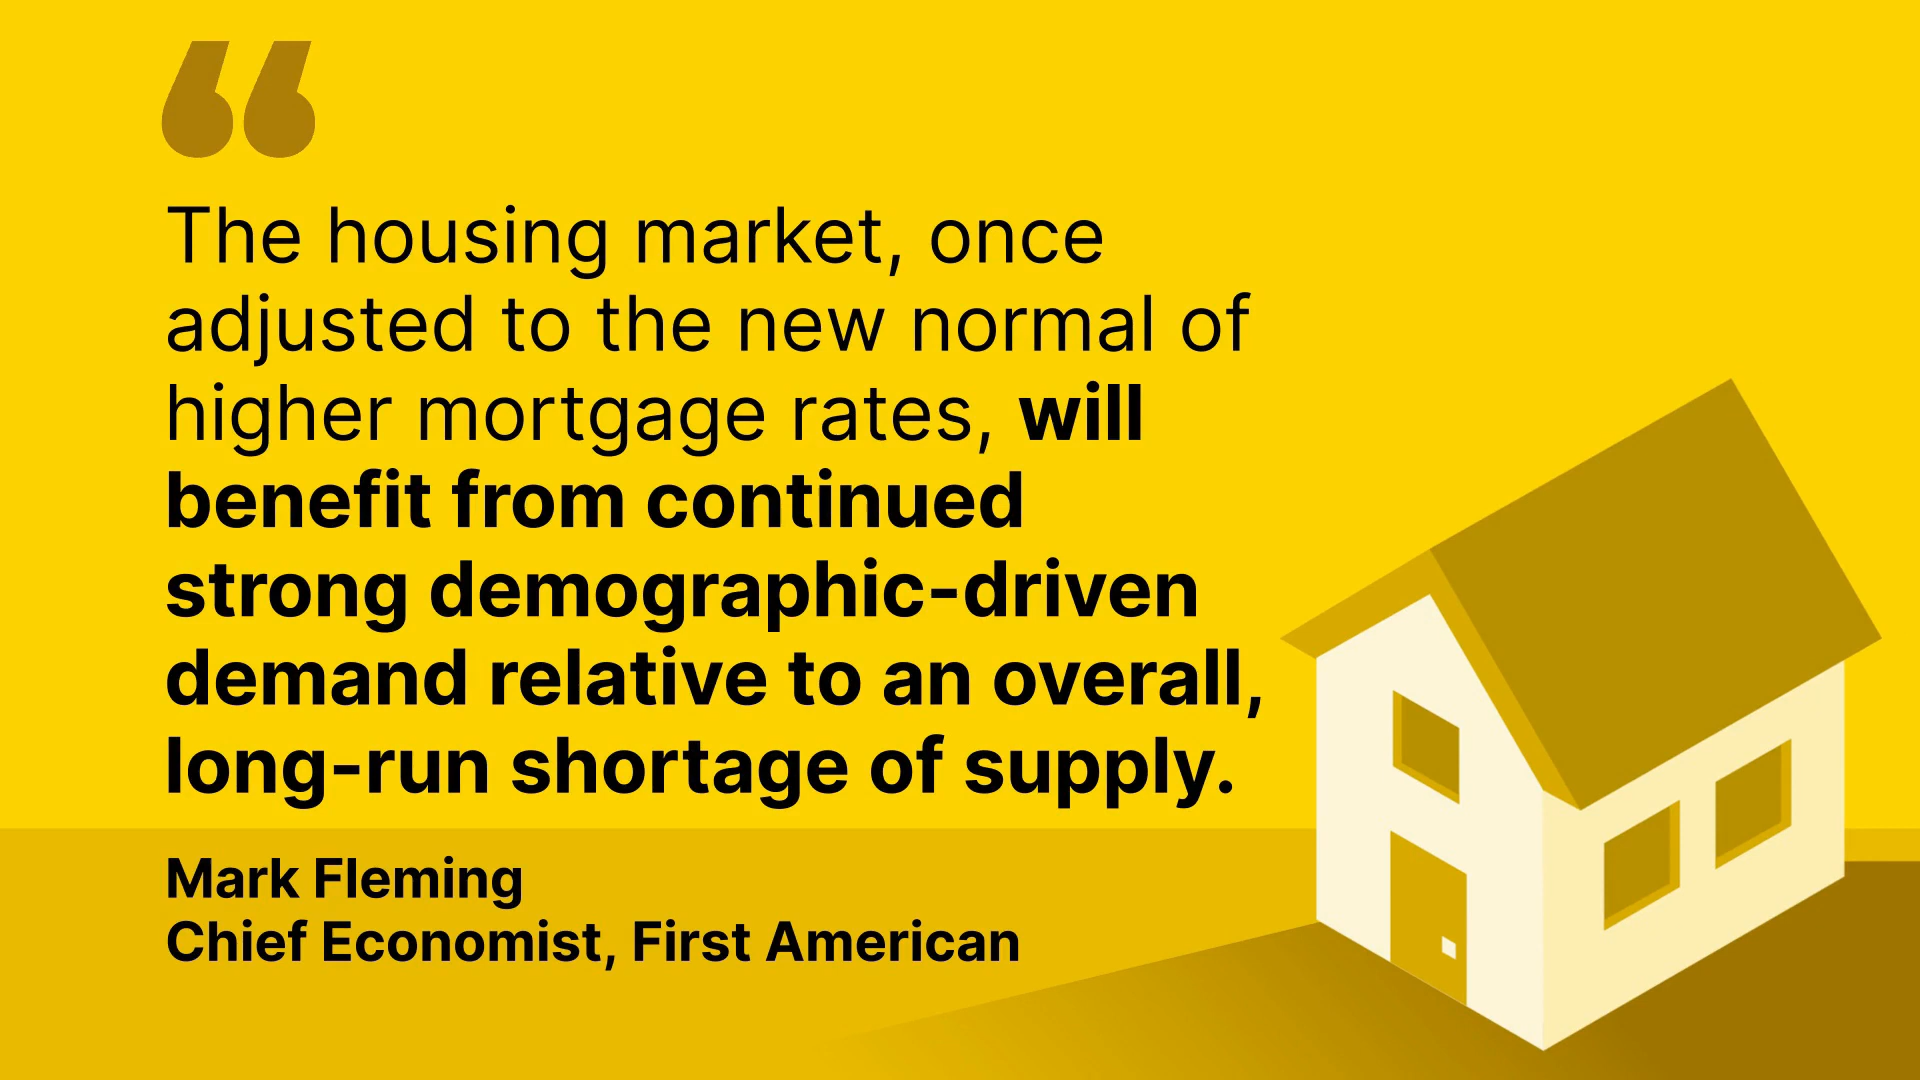 “
The housing market, once
adjusted to the new normal of
higher mortgage rates, will
benefit from continued
strong demographic-driven
demand relative to an overall,
long-run shortage of supply.
Mark Fleming
Chief Economist, First American